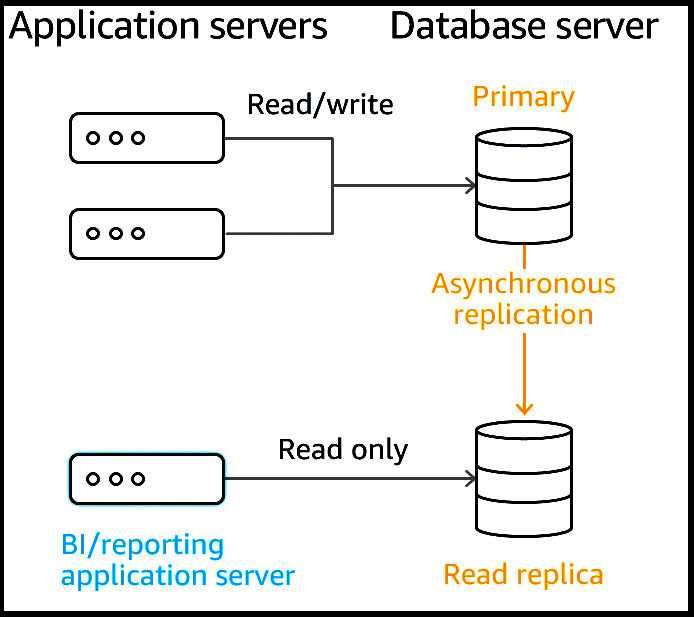 Application servers
Database server
Read/write
Primary
Asynchronous
replication
Read only
BI/reporting
application server
Read replica